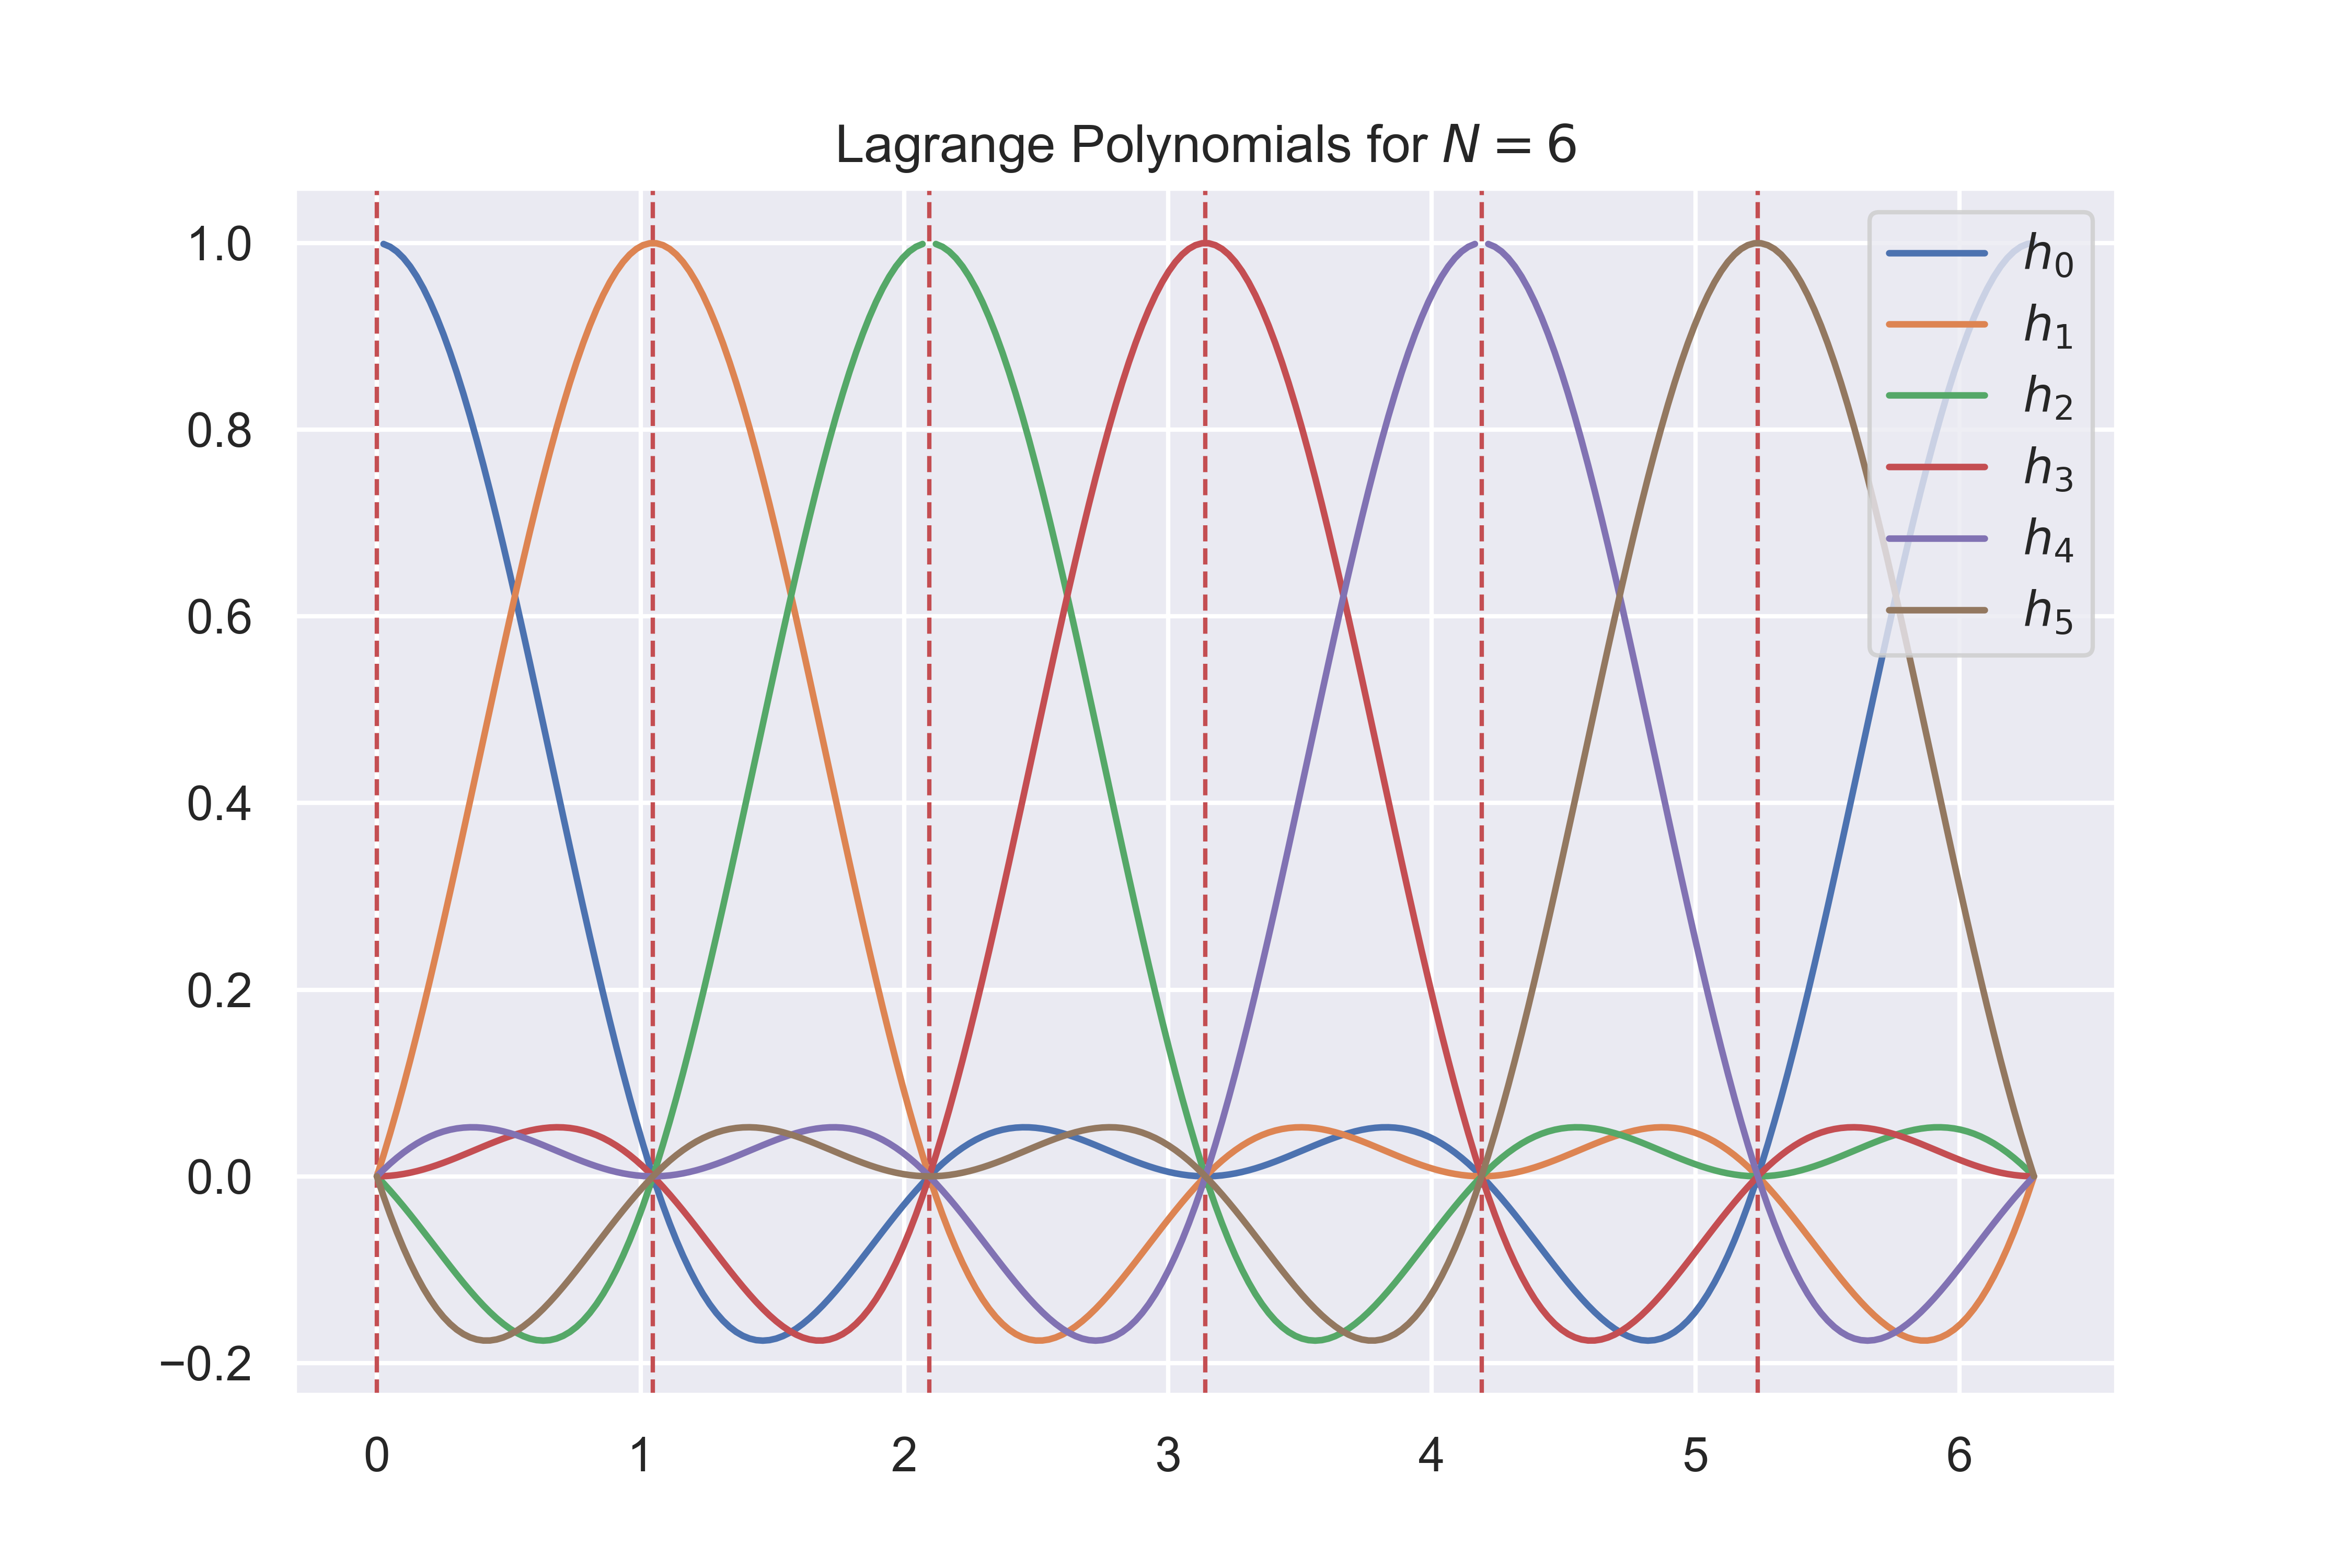 Lagrange Polynomials for N = 6
1.0
0.8
0.6
0.4
0.2
0.0
−0.2
0 1 2 3 4 5 6
h0
h1
h2
h3
h4
h5